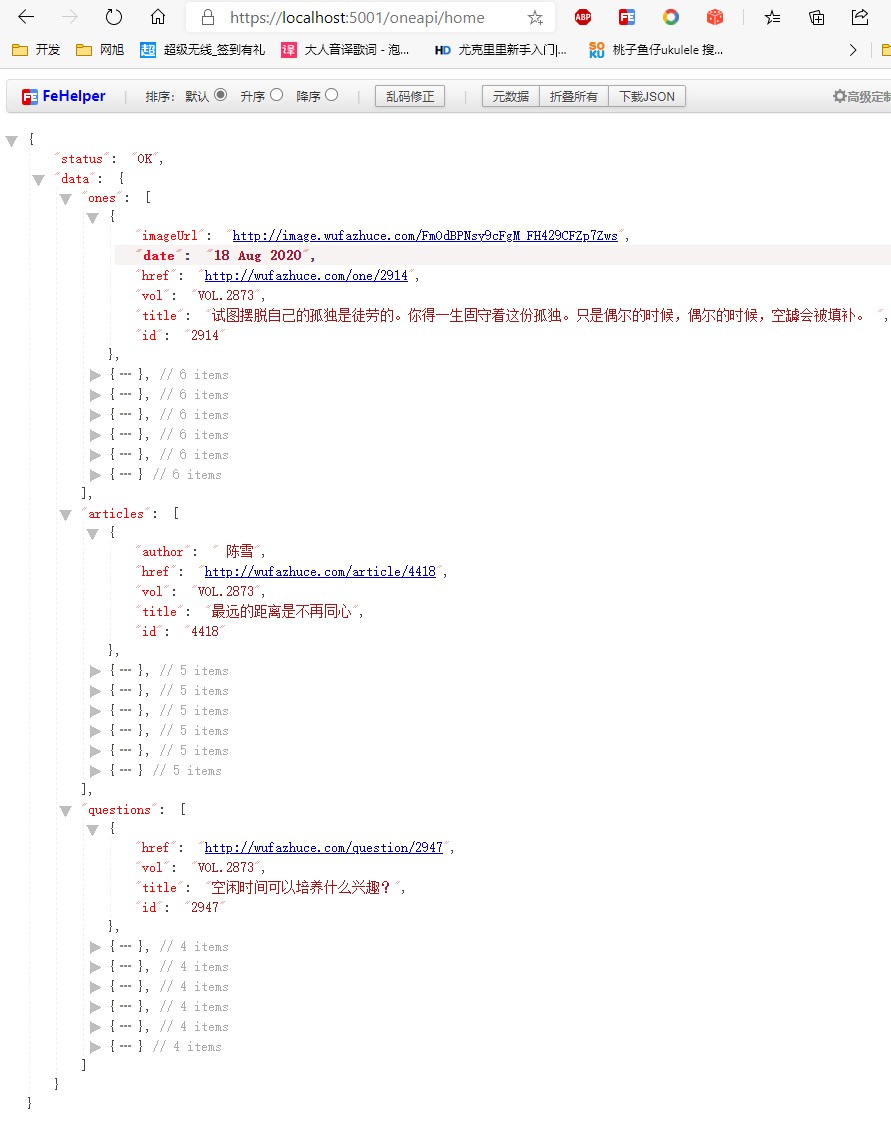 https://localhost:5001/oneapi/home
ABP
FE
开发 网旭 超 超级无线_签到有礼 译 大人音译歌词 - 泡... HD 尤克里里新手入门|... SO KU 桃子鱼仔ukulele 搜...
FE FeHelper 排序: 默认 升序 降序 乱码修正 元数据 折叠所有 下载JSON 高级定制
{
"status": "OK",
"data": {
"ones": [
{
"imageUrl": "http://image.wufazhuce.com/FmOdBPNsy9cFgM_FH429CFZp7Zws",
"date": "18 Aug 2020",
"href": "http://wufazhuce.com/one/2914",
"vol": "VOL.2873",
"title": "试图摆脱自己的孤独是徒劳的。你得一生固守着这份孤独。只是偶尔的时候，偶尔的时候，空罅会被填补。 ",
"id": "2914"
},
{ ... }, // 6 items
{ ... }, // 6 items
{ ... }, // 6 items
{ ... }, // 6 items
{ ... }, // 6 items
{ ... } // 6 items
],
"articles": [
{
"author": " 陈雪",
"href": "http://wufazhuce.com/article/4418",
"vol": "VOL.2873",
"title": "最远的距离是不再同心",
"id": "4418"
},
{ ... }, // 5 items
{ ... }, // 5 items
{ ... }, // 5 items
{ ... }, // 5 items
{ ... }, // 5 items
{ ... } // 5 items
],
"questions": [
{
"href": "http://wufazhuce.com/question/2947",
"vol": "VOL.2873",
"title": "空闲时间可以培养什么兴趣？",
"id": "2947"
},
{ ... }, // 4 items
{ ... }, // 4 items
{ ... }, // 4 items
{ ... }, // 4 items
{ ... }, // 4 items
{ ... } // 4 items
]
}
}